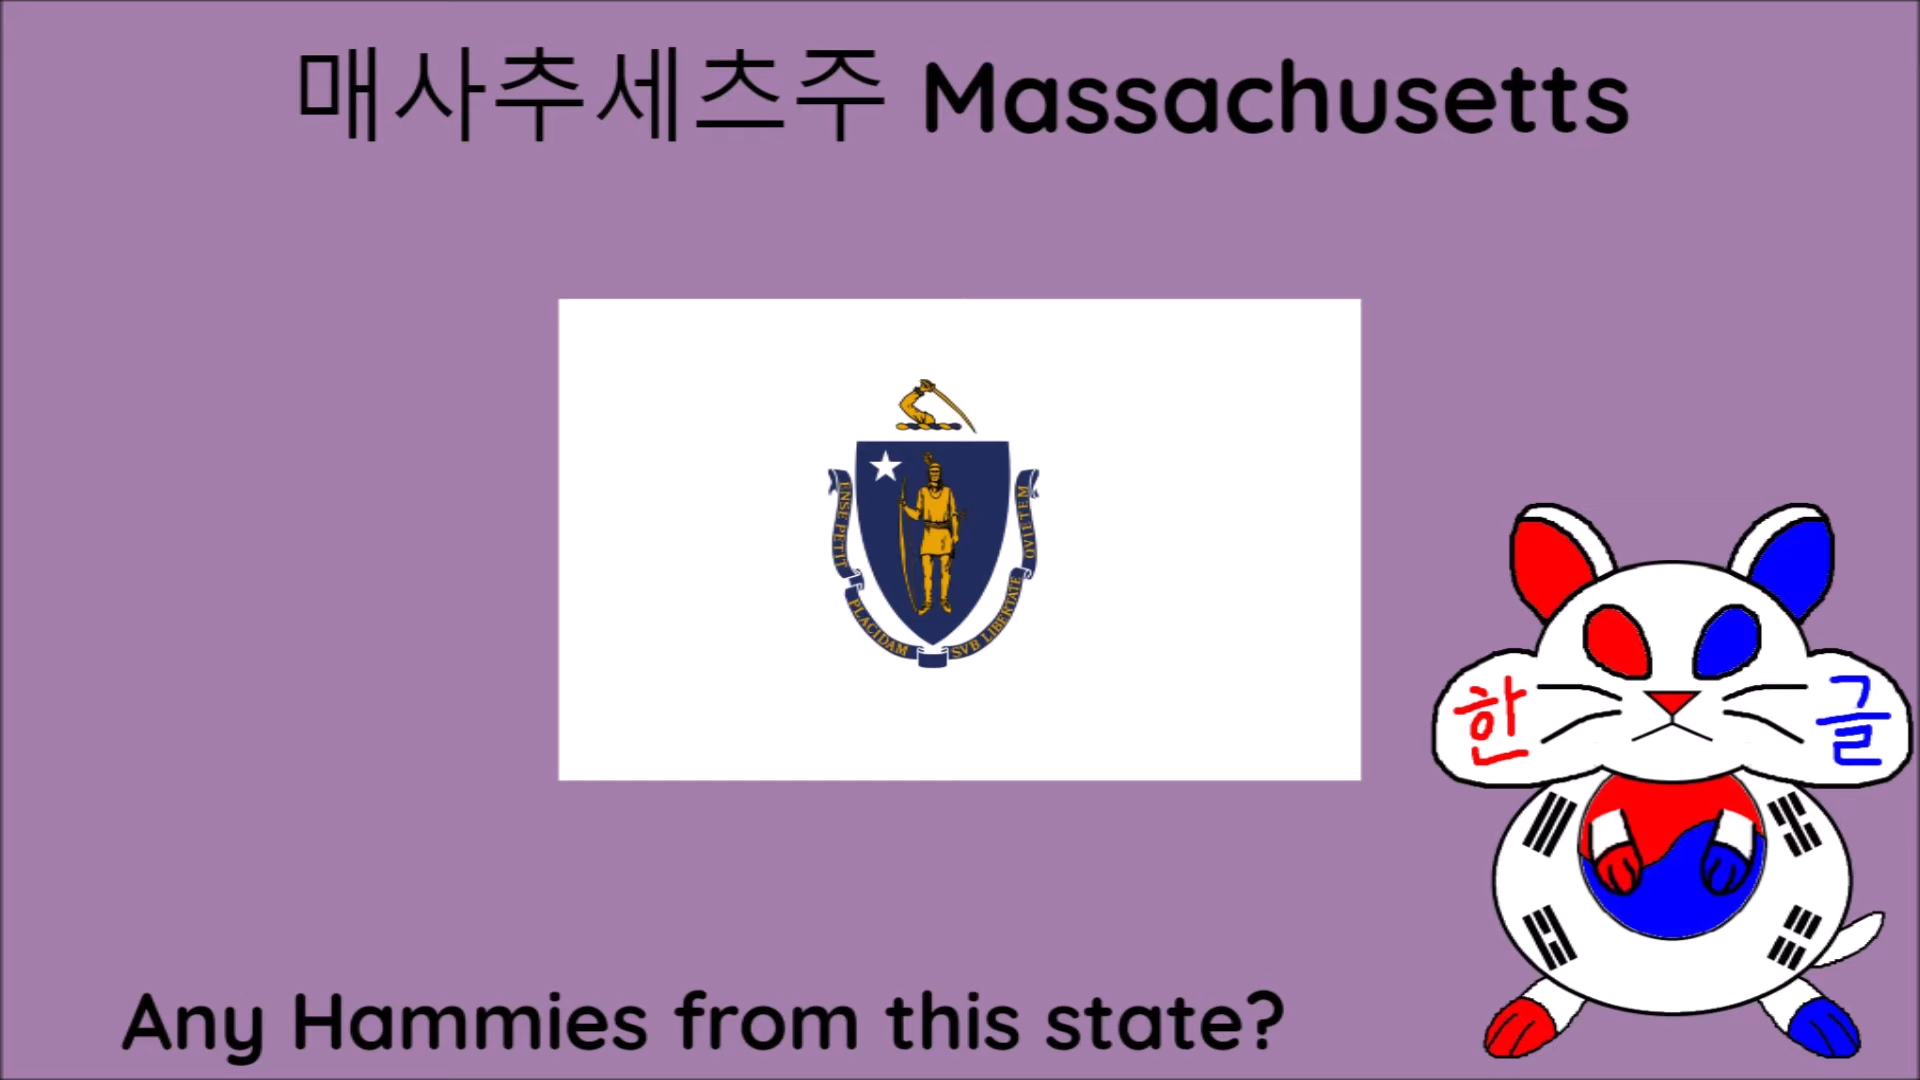 매사추세츠주 Massachusetts
ENSE PETIT PLACIDAM SVB LIBERTATE QVIETEM
한 글
Any Hammies from this state?